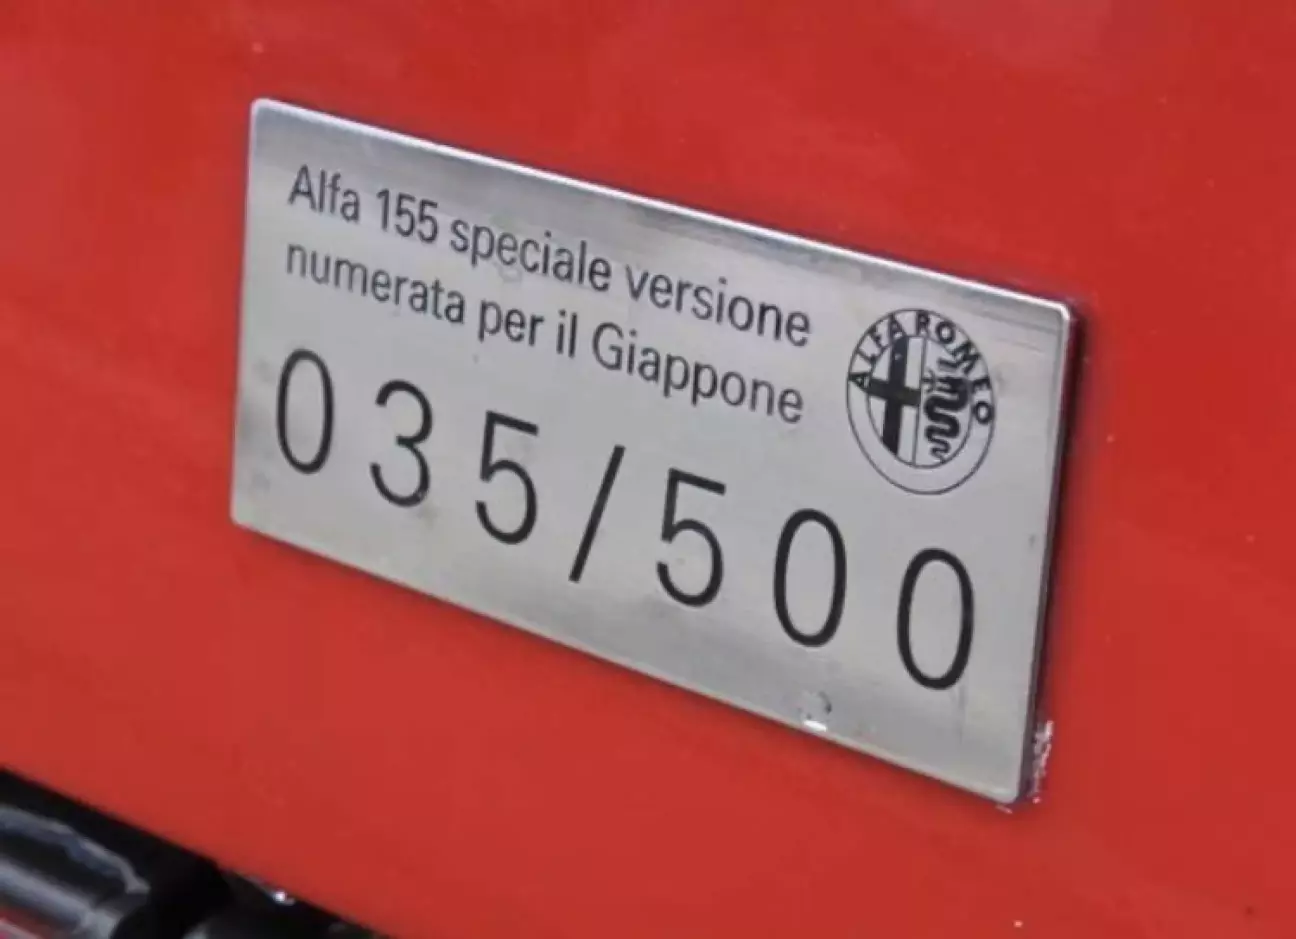 Alfa 155 speciale versione
numerata per il Giappone
035/500
ALFA ROMEO